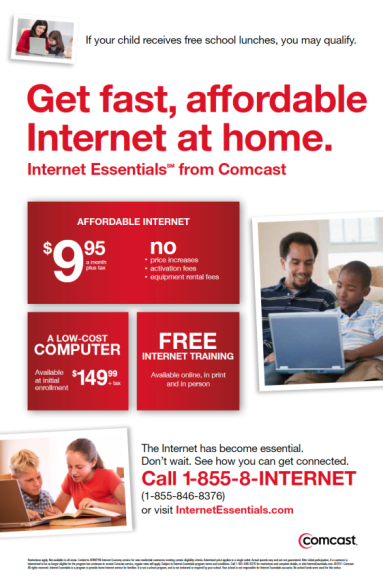 If your child receives free school lunches, you may qualify.
Get fast, affordable
Internet at home.
Internet Essentials℠ from Comcast
AFFORDABLE INTERNET
$9.95
a month
plus tax
no
• price increases
• activation fees
• equipment rental fees
A LOW-COST
COMPUTER
Available
at initial
enrollment
$149.99
+ tax
FREE
INTERNET TRAINING
Available online, in print
and in person
The Internet has become essential.
Don't wait. See how you can get connected.
Call 1-855-8-INTERNET
(1-855-846-8376)
or visit InternetEssentials.com
Comcast